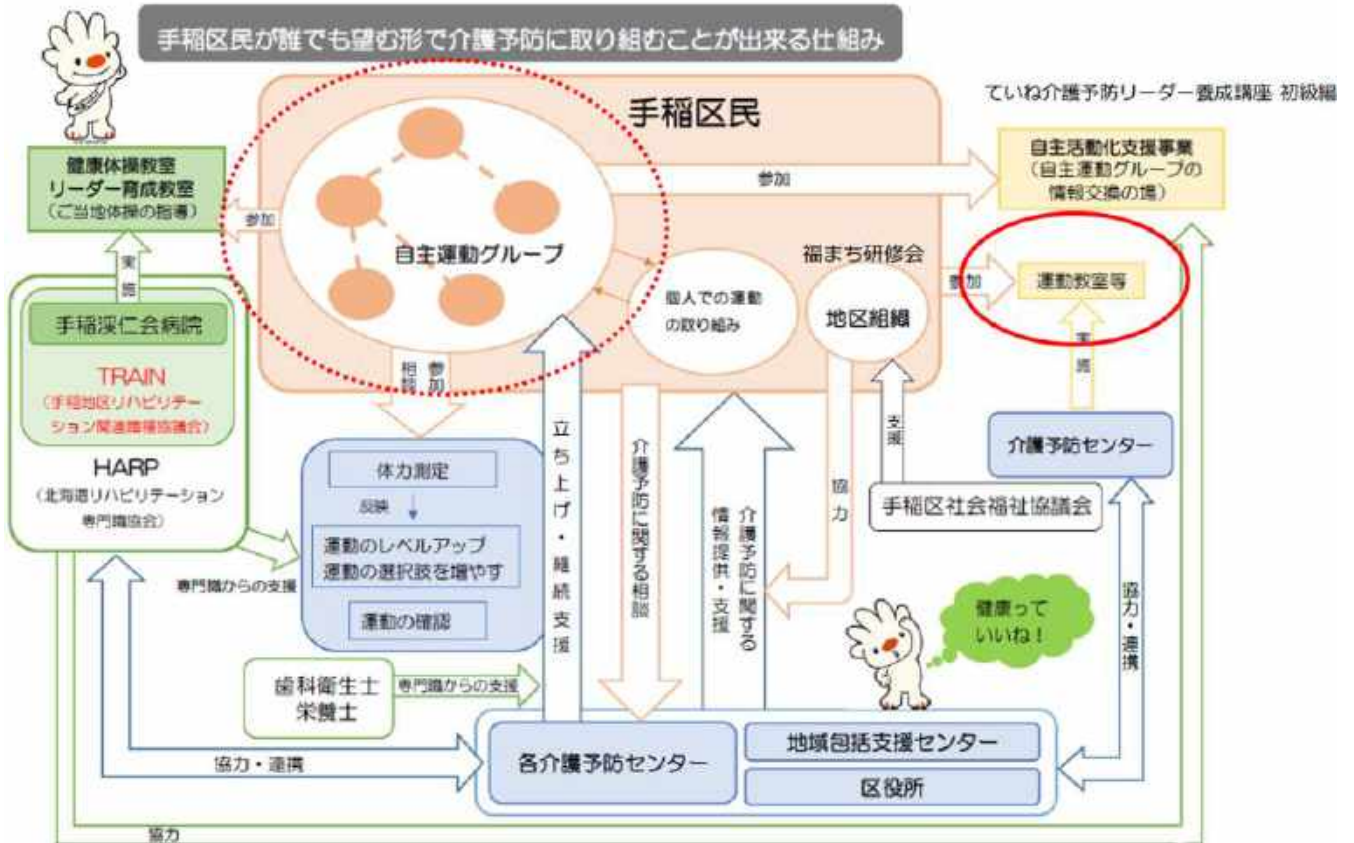 手稲区民が誰でも望む形で介護予防に取り組むことが出来る仕組み
手稲区民
ていね介護予防リーダー養成講座 初級編
健康体操教室
リーダー育成教室
(ご当地体操の指導)
参加
自主運動グループ
参加
自主活動化支援事業
(自主運動グループの
情報交換の場)
個人での運動
の取り組み
福まち研修会
地区組織
参加
運動教室等
実施
手稲渓仁会病院
TRAIN
(手稲地区リハビリテー
ション関連職種協議会)
HARP
(北海道リハビリテーション
専門職協会)
実施
介護予防センター
相談
参加
体力測定
反映
運動のレベルアップ
運動の選択肢を増やす
運動の確認
専門職からの支援
立ち上げ・継続支援
介護予防に関する相談
介護予防に関する
情報提供・支援
協力
支援
手稲区社会福祉協議会
協力・連携
健康って
いいね!
歯科衛生士
栄養士
専門職からの支援
各介護予防センター
地域包括支援センター
区役所
協力・連携
協力